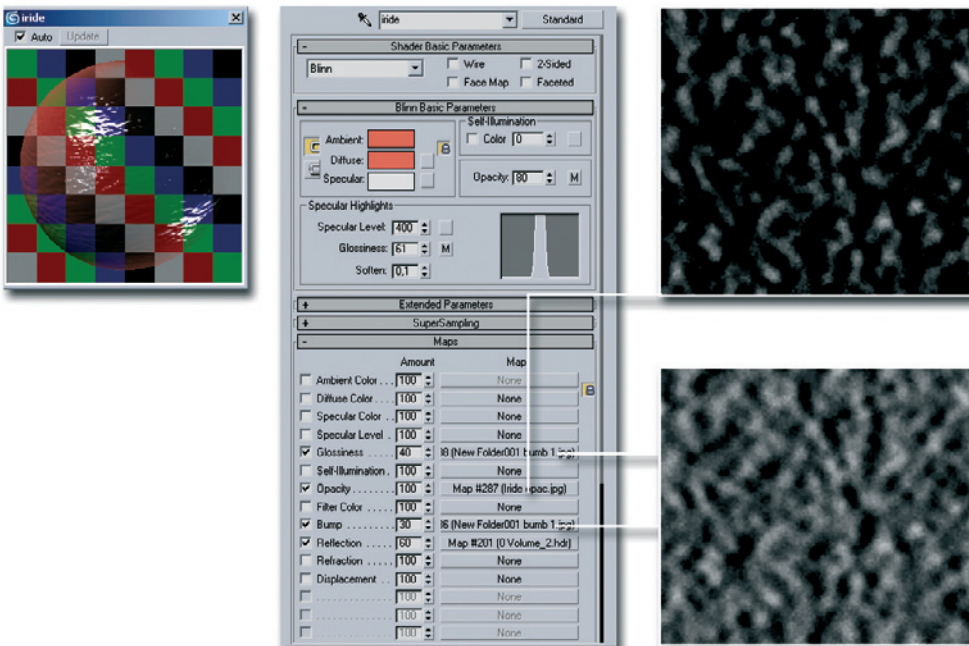 iride
Auto Update
iride Standard
- Shader Basic Parameters
Blinn
Wire 2-Sided
Face Map Faceted
- Blinn Basic Parameters
Self-Illumination
Ambient: Color 0
Diffuse:
Specular: Opacity: 80 M
Specular Highlights
Specular Level: 400
Glossiness: 61 M
Soften: 0,1
+ Extended Parameters
+ SuperSampling
- Maps
Amount Map
Ambient Color . . . 100 None
Diffuse Color . . . . 100 None
Specular Color . . 100 None
Specular Level . 100 None
Glossiness . . . . . 40 (New Folder001 bumb 1.jpg)
Self-Illumination . 100 None
Opacity . . . . . . . . 100 Map #287 (Iride opac.jpg)
Filter Color . . . . . 100 None
Bump . . . . . . . . . 30 (New Folder001 bumb 1.jpg)
Reflection . . . . . 60 Map #201 (0 Volume_2.hdr)
Refraction . . . . . 100 None
Displacement . . 100 None
. . . . . . . . . . . . . . 100 None
. . . . . . . . . . . . . . 100 None
. . . . . . . . . . . . . . 100 None